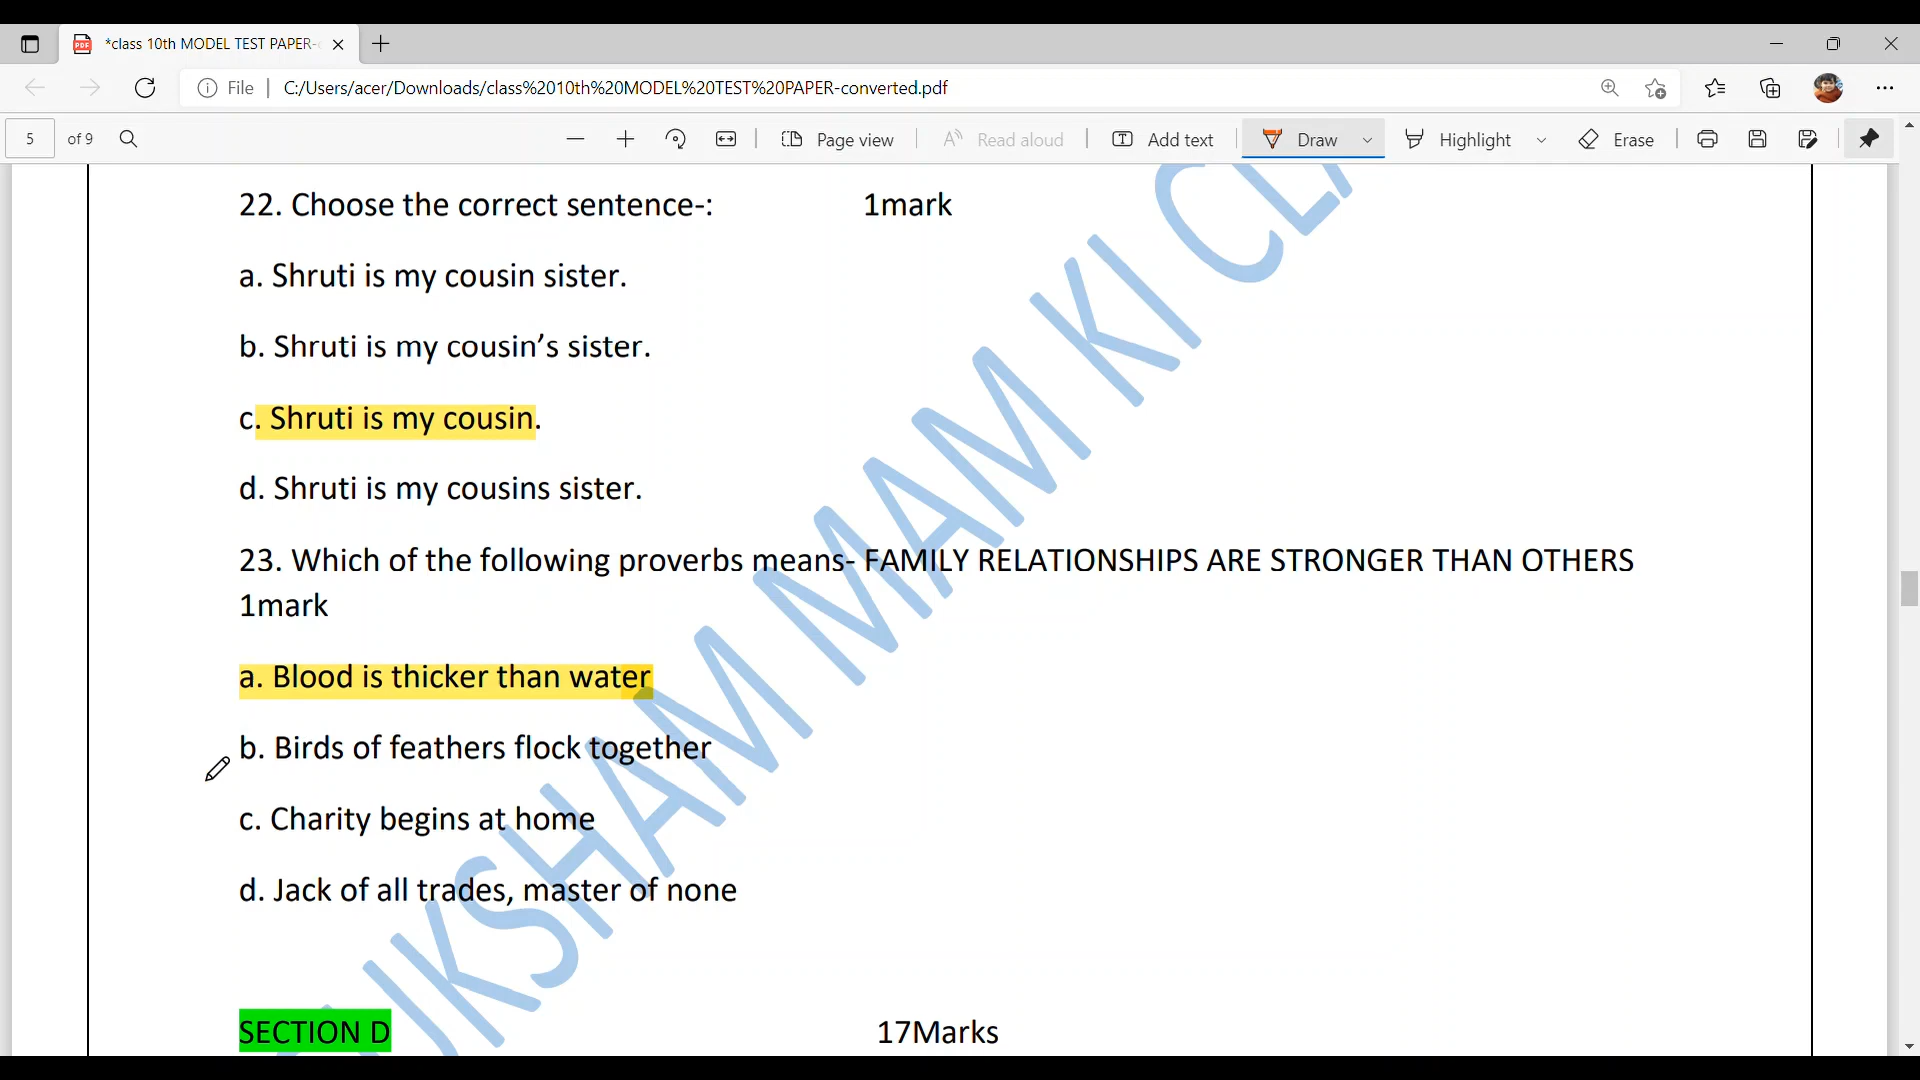 *class 10th MODEL TEST PAPER-
File
C:/Users/acer/Downloads/class%2010th%20MODEL%20TEST%20PAPER-converted.pdf
5 of 9
Page view
Read aloud
Add text
Draw
Highlight
Erase
22. Choose the correct sentence-: 1mark
a. Shruti is my cousin sister.
b. Shruti is my cousin’s sister.
c. Shruti is my cousin.
d. Shruti is my cousins sister.
23. Which of the following proverbs means- FAMILY RELATIONSHIPS ARE STRONGER THAN OTHERS
1mark
a. Blood is thicker than water
b. Birds of feathers flock together
c. Charity begins at home
d. Jack of all trades, master of none
SECTION D 17Marks
UKSHAM MAM KI CLA